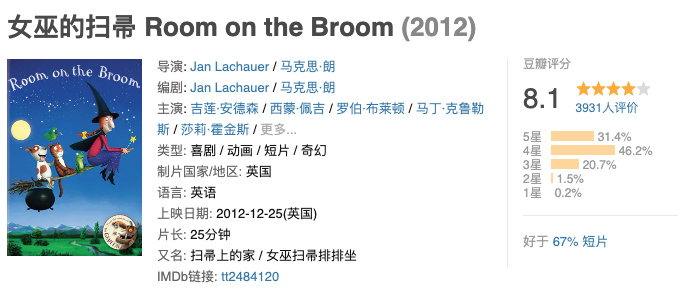 女巫的扫帚 Room on the Broom (2012)
Room on the Broom
导演: Jan Lachauer / 马克思·朗
编剧: Jan Lachauer / 马克思·朗
主演: 吉莲·安德森 / 西蒙·佩吉 / 罗伯·布莱顿 / 马丁·克鲁勒
斯 / 莎莉·霍金斯 / 更多...
类型: 喜剧 / 动画 / 短片 / 奇幻
制片国家/地区: 英国
语言: 英语
上映日期: 2012-12-25(英国)
片长: 25分钟
又名: 扫帚上的家 / 女巫扫帚排排坐
IMDb链接: tt2484120
豆瓣评分
8.1
3931人评价
5星 31.4%
4星 46.2%
3星 20.7%
2星 1.5%
1星 0.2%
好于 67% 短片